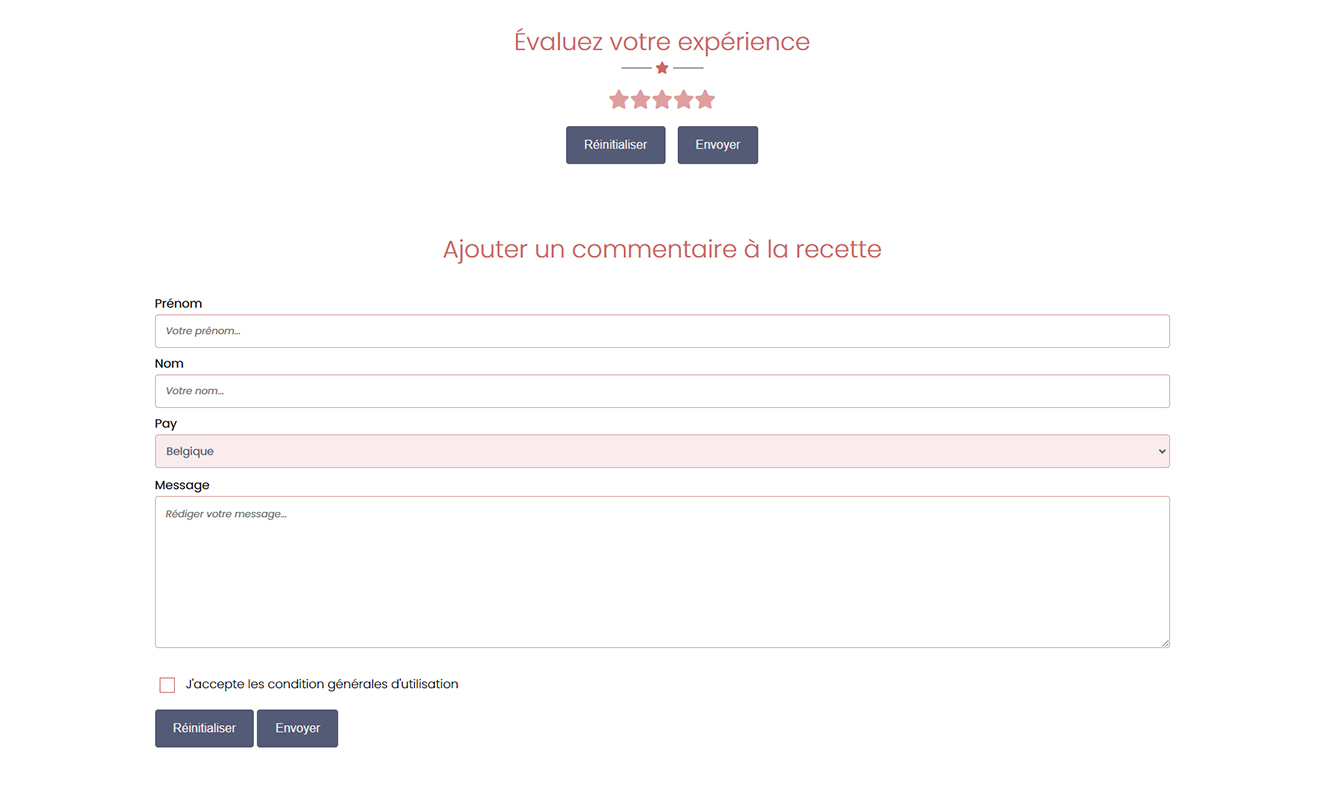 Évaluez votre expérience
Réinitialiser Envoyer
Ajouter un commentaire à la recette
Prénom
Votre prénom...
Nom
Votre nom...
Pay
Belgique
Message
Rédiger votre message...
J'accepte les condition générales d'utilisation
Réinitialiser Envoyer